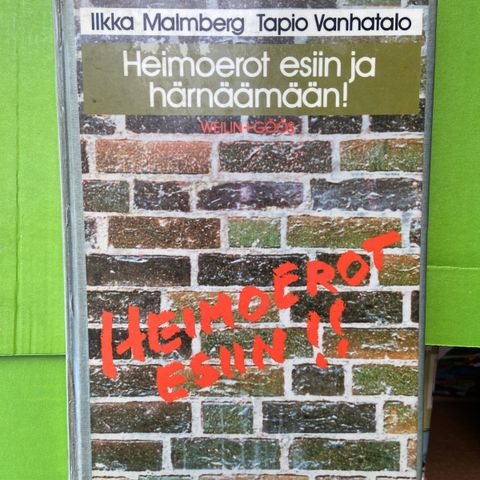 Ilkka Malmberg Tapio Vanhatalo
Heimoerot esiin ja
härnäämään!
WEILIN+GÖÖS
HEIMOEROT
ESIIN!!